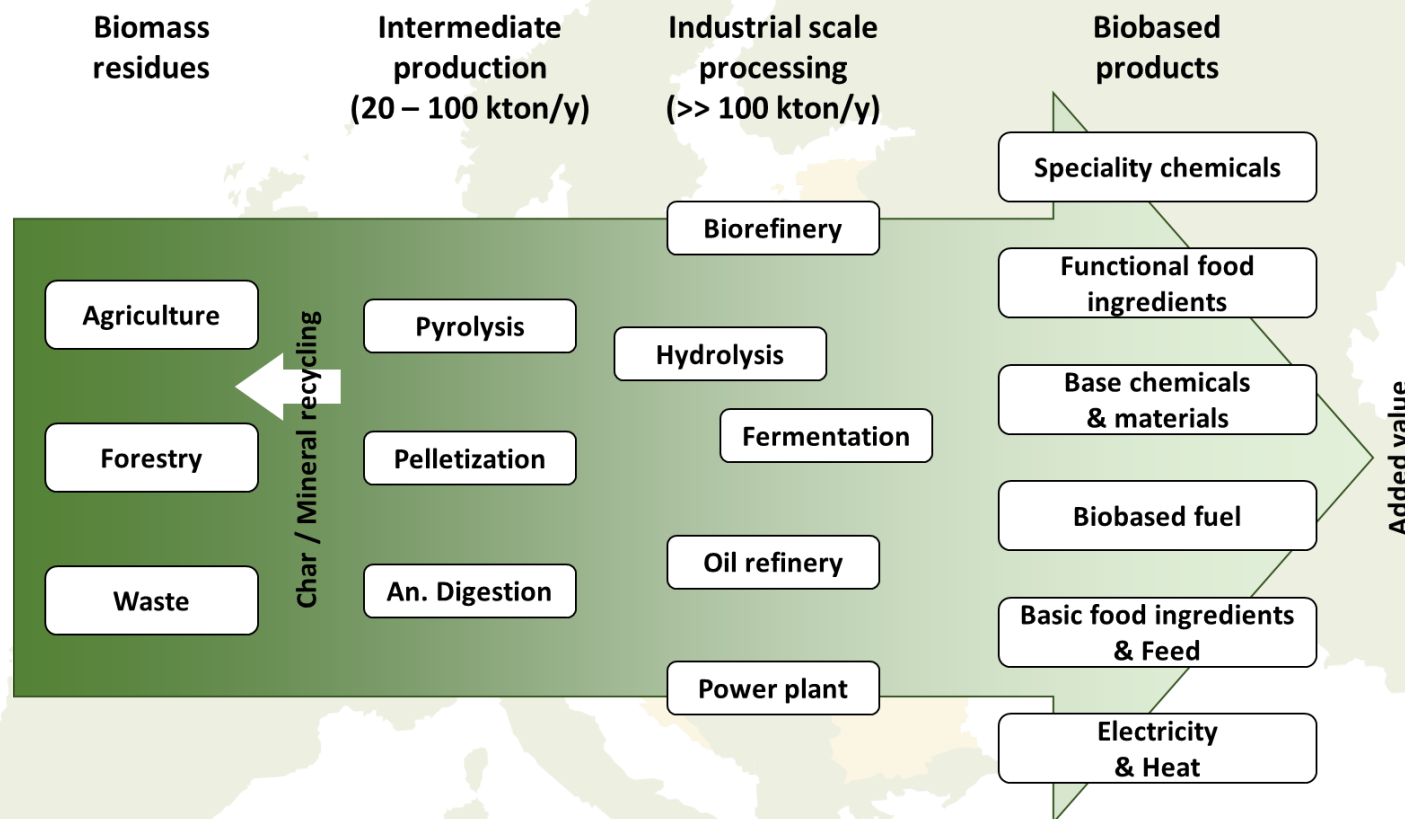 Biomass
residues
Intermediate
production
(20 – 100 kton/y)
Industrial scale
processing
(>> 100 kton/y)
Biobased
products
Agriculture
Forestry
Waste
Char / Mineral recycling
Pyrolysis
Pelletization
An. Digestion
Biorefinery
Hydrolysis
Fermentation
Oil refinery
Power plant
Speciality chemicals
Functional food
ingredients
Base chemicals
& materials
Biobased fuel
Basic food ingredients
& Feed
Electricity
& Heat
Added value